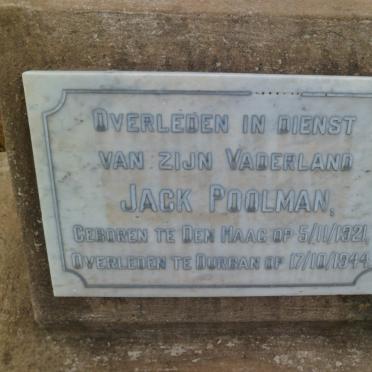 OVERLEDEN IN DIENST
VAN ZIJN VADERLAND
JACK POOLMAN,
GEBOREN TE DEN HAAG OP 5/11/1921,
OVERLEDEN TE DURBAN OP 17/10/1944.